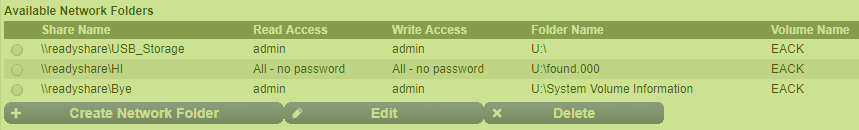 Available Network Folders
Share Name Read Access Write Access Folder Name Volume Name
\\readyshare\USB_Storage admin admin U:\ EACK
\\readyshare\HI All - no password All - no password U:\found.000 EACK
\\readyshare\Bye admin admin U:\System Volume Information EACK
Create Network Folder Edit Delete